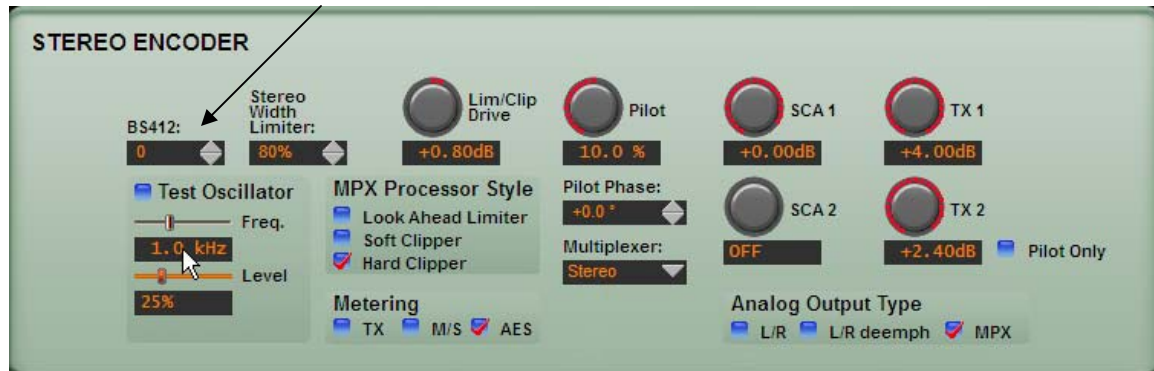 STEREO ENCODER
BS412:
0
Stereo
Width
Limiter:
80%
Lim/Clip
Drive
+0.80dB
Pilot
10.0 %
SCA 1
+0.00dB
TX 1
+4.00dB
Test Oscillator
Freq.
1.0 kHz
Level
25%
MPX Processor Style
Look Ahead Limiter
Soft Clipper
Hard Clipper
Metering
TX M/S AES
Pilot Phase:
+0.0 °
Multiplexer:
Stereo
SCA 2
OFF
TX 2
+2.40dB
Pilot Only
Analog Output Type
L/R L/R deemph MPX